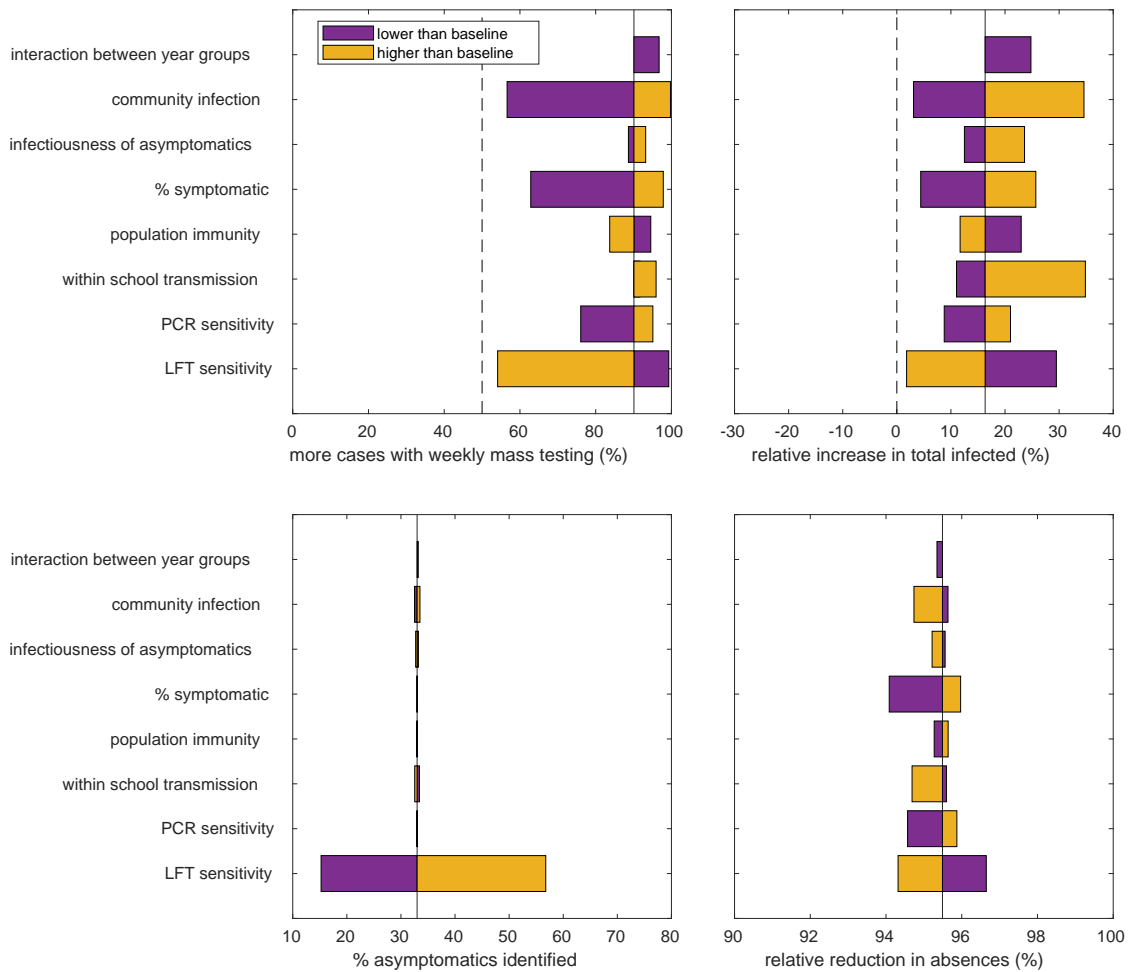 lower than baseline
higher than baseline
interaction between year groups
community infection
infectiousness of asymptomatics
% symptomatic
population immunity
within school transmission
PCR sensitivity
LFT sensitivity
0 20 40 60 80 100
more cases with weekly mass testing (%)
-30 -20 -10 0 10 20 30 40
relative increase in total infected (%)
interaction between year groups
community infection
infectiousness of asymptomatics
% symptomatic
population immunity
within school transmission
PCR sensitivity
LFT sensitivity
10 20 30 40 50 60 70 80
% asymptomatics identified
90 92 94 96 98 100
relative reduction in absences (%)